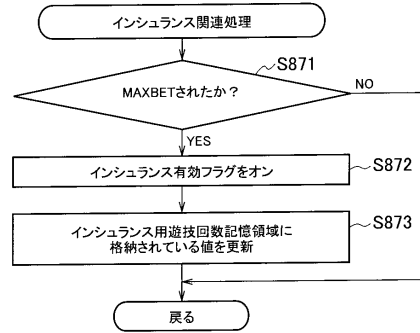 インシュランス関連処理
S871
MAXBETされたか？
NO
YES
インシュランス有効フラグをオン
S872
インシュランス用遊技回数記憶領域に
格納されている値を更新
S873
戻る